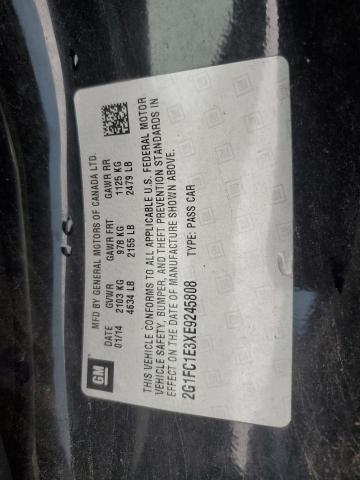 GM
MFD BY GENERAL MOTORS OF CANADA LTD.
DATE GVWR GAWR FRT GAWR RR
01/14 2103 KG 978 KG 1125 KG
4634 LB 2155 LB 2479 LB
THIS VEHICLE CONFORMS TO ALL APPLICABLE U.S. FEDERAL MOTOR
VEHICLE SAFETY, BUMPER, AND THEFT PREVENTION STANDARDS IN
EFFECT ON THE DATE OF MANUFACTURE SHOWN ABOVE.
2G1FC1E3XE9245808 TYPE: PASS CAR